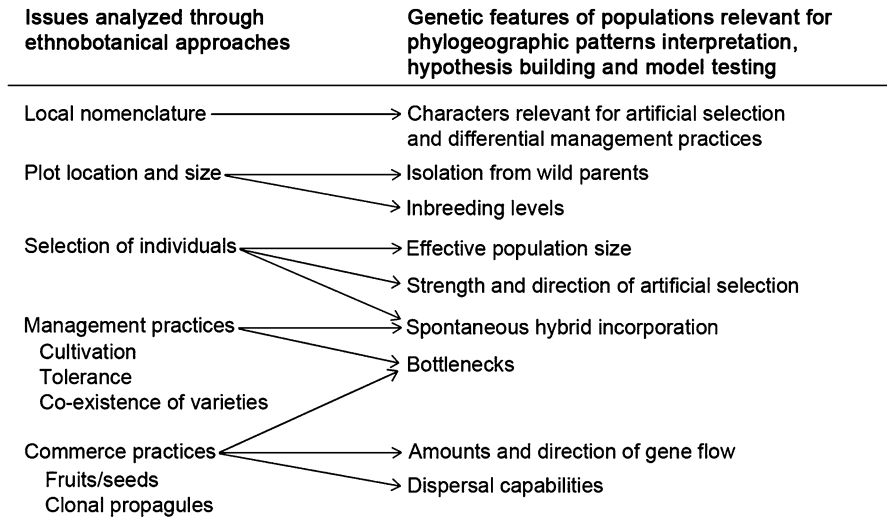 Issues analyzed through
ethnobotanical approaches
Genetic features of populations relevant for
phylogeographic patterns interpretation,
hypothesis building and model testing
Local nomenclature
Characters relevant for artificial selection
and differential management practices
Plot location and size
Isolation from wild parents
Inbreeding levels
Selection of individuals
Effective population size
Strength and direction of artificial selection
Management practices
Spontaneous hybrid incorporation
Cultivation
Bottlenecks
Tolerance
Co-existence of varieties
Commerce practices
Amounts and direction of gene flow
Fruits/seeds
Dispersal capabilities
Clonal propagules